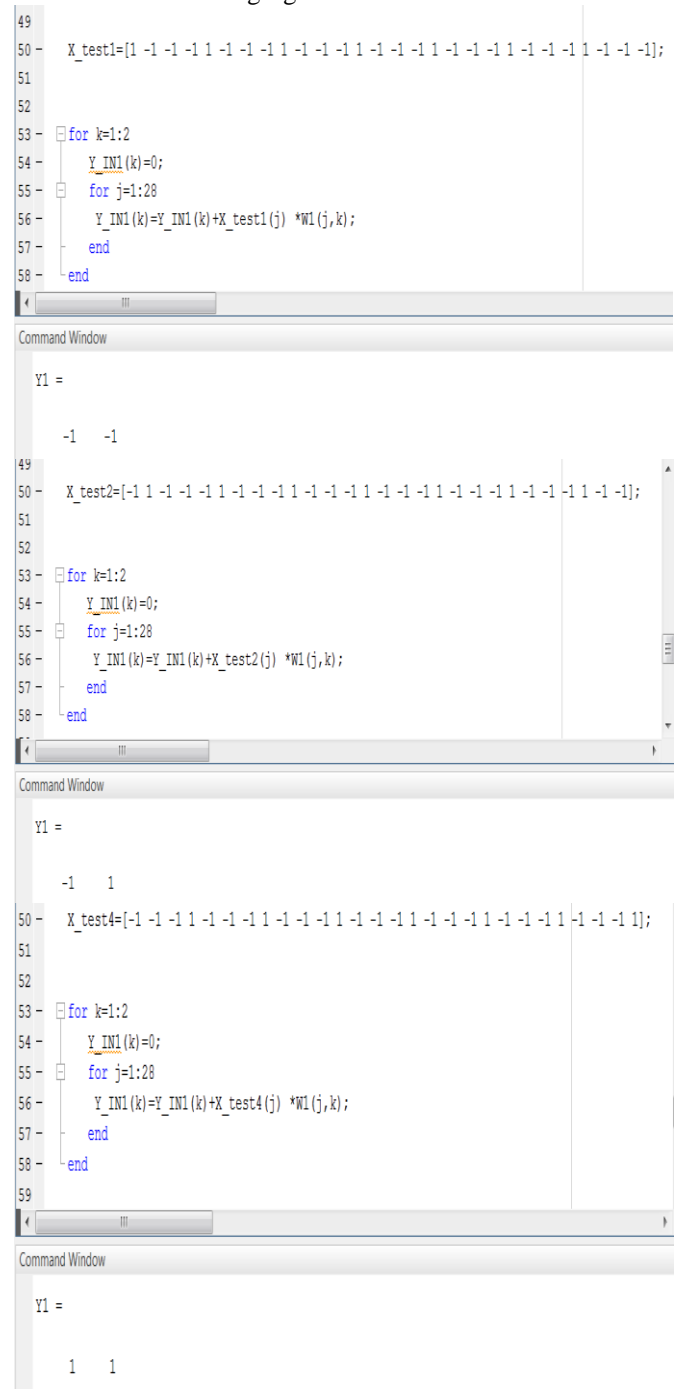 49
50 - X_test1=[1 -1 -1 -1 1 -1 -1 -1 1 -1 -1 -1 1 -1 -1 -1 1 -1 -1 -1 1 -1 -1 -1 1 -1 -1 -1];
51
52
53 - for k=1:2
54 - Y_IN1(k)=0;
55 - for j=1:28
56 - Y_IN1(k)=Y_IN1(k)+X_test1(j) *W1(j,k);
57 - end
58 - end
Command Window
Y1 =
-1 -1
49
50 - X_test2=[-1 1 -1 -1 -1 1 -1 -1 -1 1 -1 -1 -1 1 -1 -1 -1 1 -1 -1 -1 1 -1 -1 -1 1 -1 -1];
51
52
53 - for k=1:2
54 - Y_IN1(k)=0;
55 - for j=1:28
56 - Y_IN1(k)=Y_IN1(k)+X_test2(j) *W1(j,k);
57 - end
58 - end
Command Window
Y1 =
-1 1
50 - X_test4=[-1 -1 -1 1 -1 -1 -1 1 -1 -1 -1 1 -1 -1 -1 1 -1 -1 -1 1 -1 -1 -1 1 -1 -1 -1 1];
51
52
53 - for k=1:2
54 - Y_IN1(k)=0;
55 - for j=1:28
56 - Y_IN1(k)=Y_IN1(k)+X_test4(j) *W1(j,k);
57 - end
58 - end
59
Command Window
Y1 =
1 1